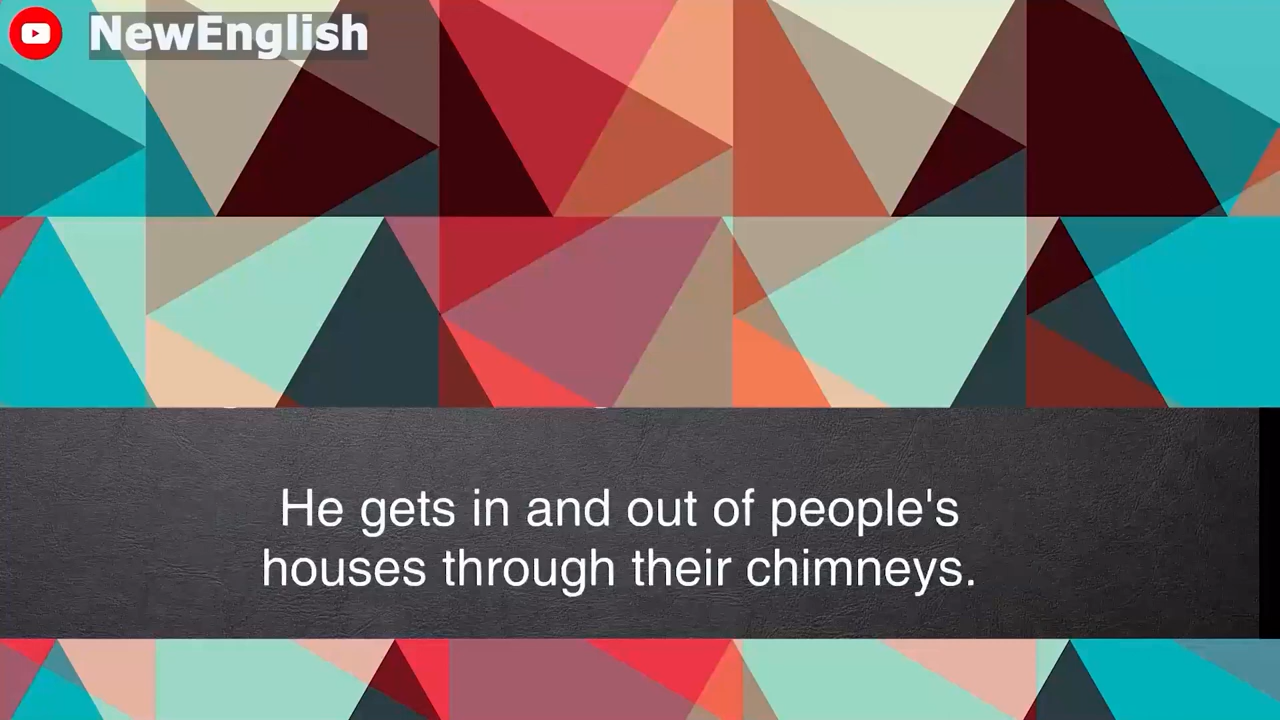 NewEnglish
He gets in and out of people's
houses through their chimneys.